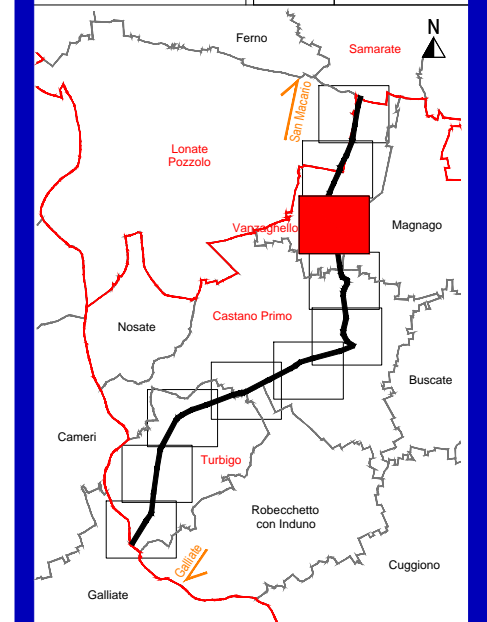 Ferno
Samarate
N
San Macario
Lonate
Pozzolo
Vanzaghello
Magnago
Castano Primo
Nosate
Buscate
Cameri
Turbigo
Robecchetto
con Induno
Galliate
Cuggiono
Galliate